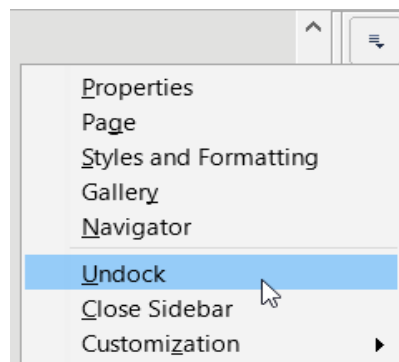 Properties
Page
Styles and Formatting
Gallery
Navigator
Undock
Close Sidebar
Customization